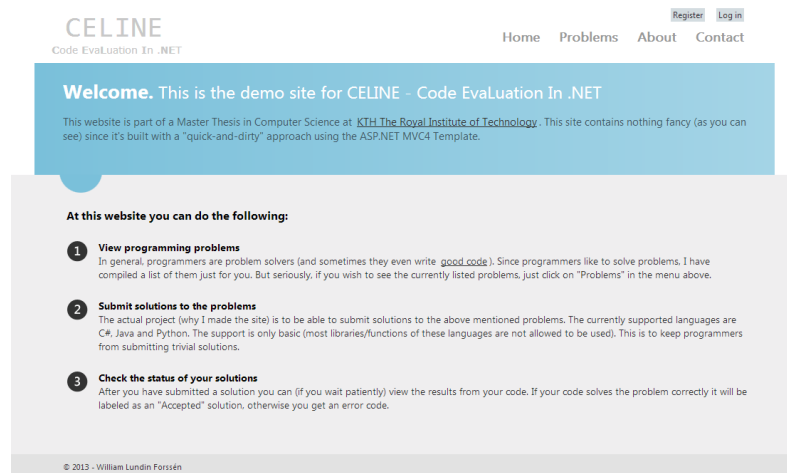 Register Log in
CELINE
Code EvaLuation In .NET
Home Problems About Contact
Welcome. This is the demo site for CELINE - Code EvaLuation In .NET
This website is part of a Master Thesis in Computer Science at KTH The Royal Institute of Technology . This site contains nothing fancy (as you can
see) since it's built with a "quick-and-dirty" approach using the ASP.NET MVC4 Template.
At this website you can do the following:
1 View programming problems
In general, programmers are problem solvers (and sometimes they even write good code ). Since programmers like to solve problems, I have
compiled a list of them just for you. But seriously, if you wish to see the currently listed problems, just click on "Problems" in the menu above.
2 Submit solutions to the problems
The actual project (why I made the site) is to be able to submit solutions to the above mentioned problems. The currently supported languages are
C#, Java and Python. The support is only basic (most libraries/functions of these languages are not allowed to be used). This is to keep programmers
from submitting trivial solutions.
3 Check the status of your solutions
After you have submitted a solution you can (if you wait patiently) view the results from your code. If your code solves the problem correctly it will be
labeled as an "Accepted" solution, otherwise you get an error code.
© 2013 - William Lundin Forssén